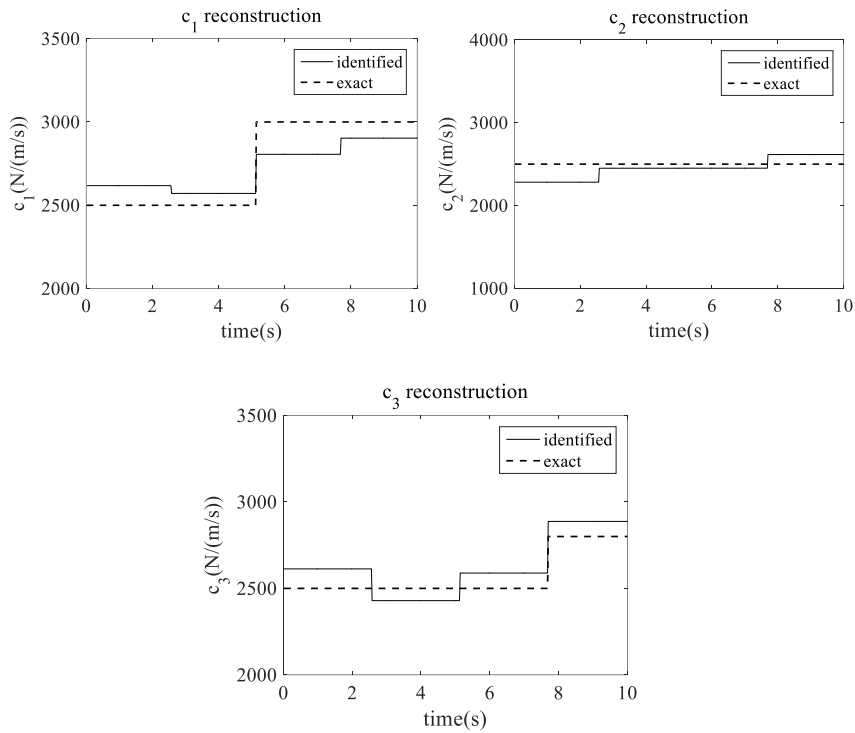 c1 reconstruction
3500
3000
2500
2000
c1(N/(m/s))
identified
exact
0 2 4 6 8 10
time(s)
c2 reconstruction
4000
3000
2000
1000
c2(N/(m/s))
identified
exact
0 2 4 6 8 10
time(s)
c3 reconstruction
3500
3000
2500
2000
c3(N/(m/s))
identified
exact
0 2 4 6 8 10
time(s)